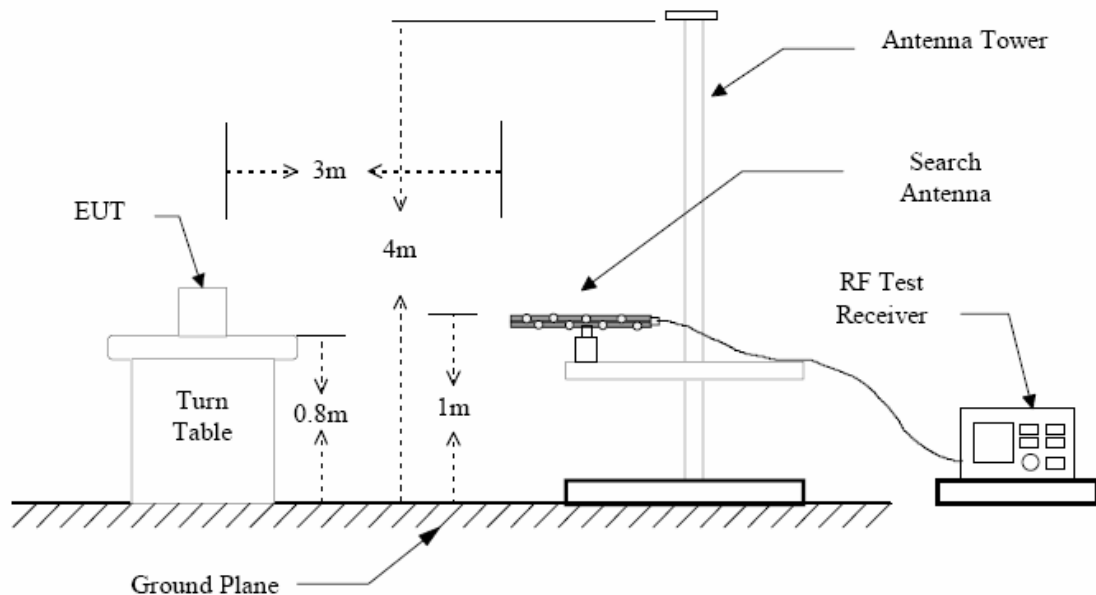 Antenna Tower
3m
Search
Antenna
EUT
4m
RF Test
Receiver
Turn
Table
0.8m
1m
Ground Plane